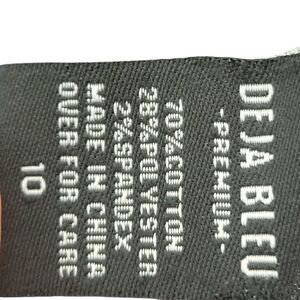 DEJA BLEU
-PREMIUM-
70%COTTON
28%POLYESTER
2%SPANDEX
MADE IN CHINA
OVER FOR CARE
10